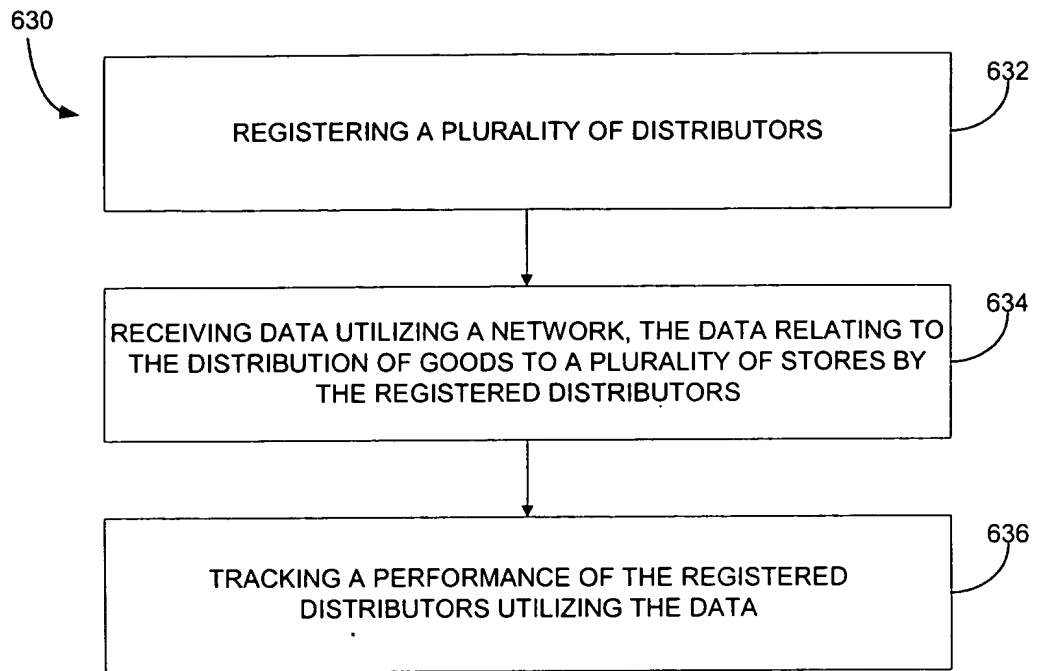 630
632
REGISTERING A PLURALITY OF DISTRIBUTORS
634
RECEIVING DATA UTILIZING A NETWORK, THE DATA RELATING TO
THE DISTRIBUTION OF GOODS TO A PLURALITY OF STORES BY
THE REGISTERED DISTRIBUTORS
636
TRACKING A PERFORMANCE OF THE REGISTERED
DISTRIBUTORS UTILIZING THE DATA